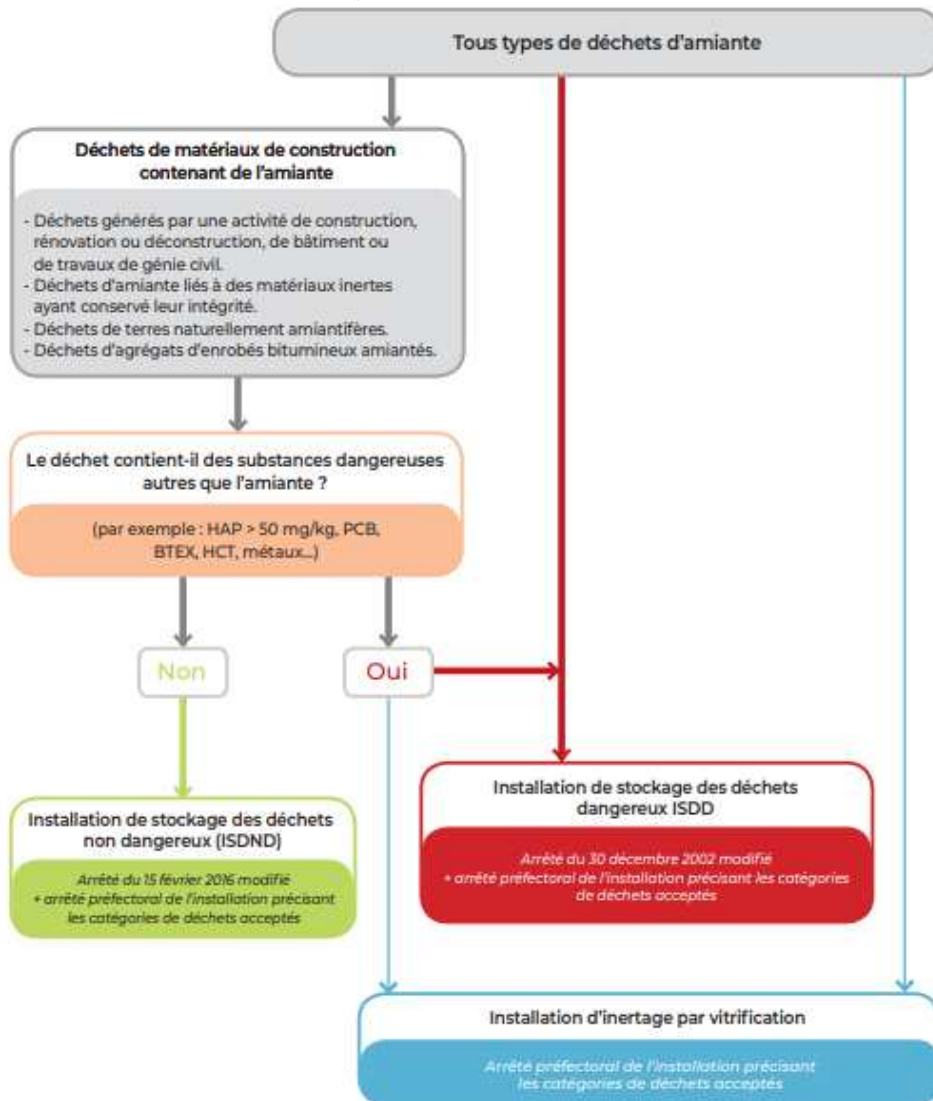 Tous types de déchets d'amiante
Déchets de matériaux de construction
contenant de l'amiante
- Déchets générés par une activité de construction,
rénovation ou déconstruction, de bâtiment ou
de travaux de génie civil.
- Déchets d'amiante liés à des matériaux inertes
ayant conservé leur intégrité.
- Déchets de terres naturellement amiantifères.
- Déchets d'agrégats d'enrobés bitumineux amiantés.
Le déchet contient-il des substances dangereuses
autres que l'amiante ?
(par exemple : HAP > 50 mg/kg, PCB,
BTEX, HCT, métaux...)
Non
Oui
Installation de stockage des déchets
non dangereux (ISDND)
Arrêté du 15 février 2016 modifié
+ arrêté préfectoral de l'installation précisant
les catégories de déchets acceptés
Installation de stockage des déchets
dangereux ISDD
Arrêté du 30 décembre 2002 modifié
+ arrêté préfectoral de l'installation précisant les catégories
de déchets acceptés
Installation d'inertage par vitrification
Arrêté préfectoral de l'installation précisant
les catégories de déchets acceptés